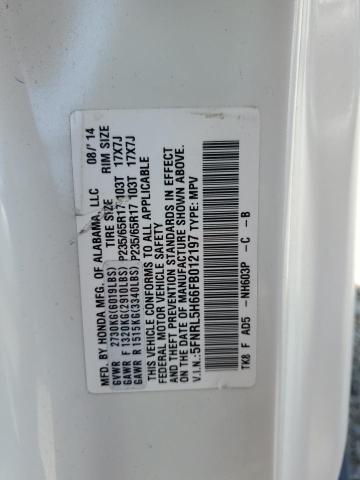 MFD. BY HONDA MFG. OF ALABAMA, LLC 08/'14
GVWR 2730KG(6019LBS) TIRE SIZE RIM SIZE
GAWR F 1320KG(2910LBS) P235/65R17 103T 17X7J
GAWR R 1515KG(3340LBS) P235/65R17 103T 17X7J
THIS VEHICLE CONFORMS TO ALL APPLICABLE
FEDERAL MOTOR VEHICLE SAFETY
AND THEFT PREVENTION STANDARDS IN EFFECT
ON THE DATE OF MANUFACTURE SHOWN ABOVE.
V.I.N.:5FNRL5H66FB012197 TYPE: MPV
TK8 F AD5 -NH603P -C -B